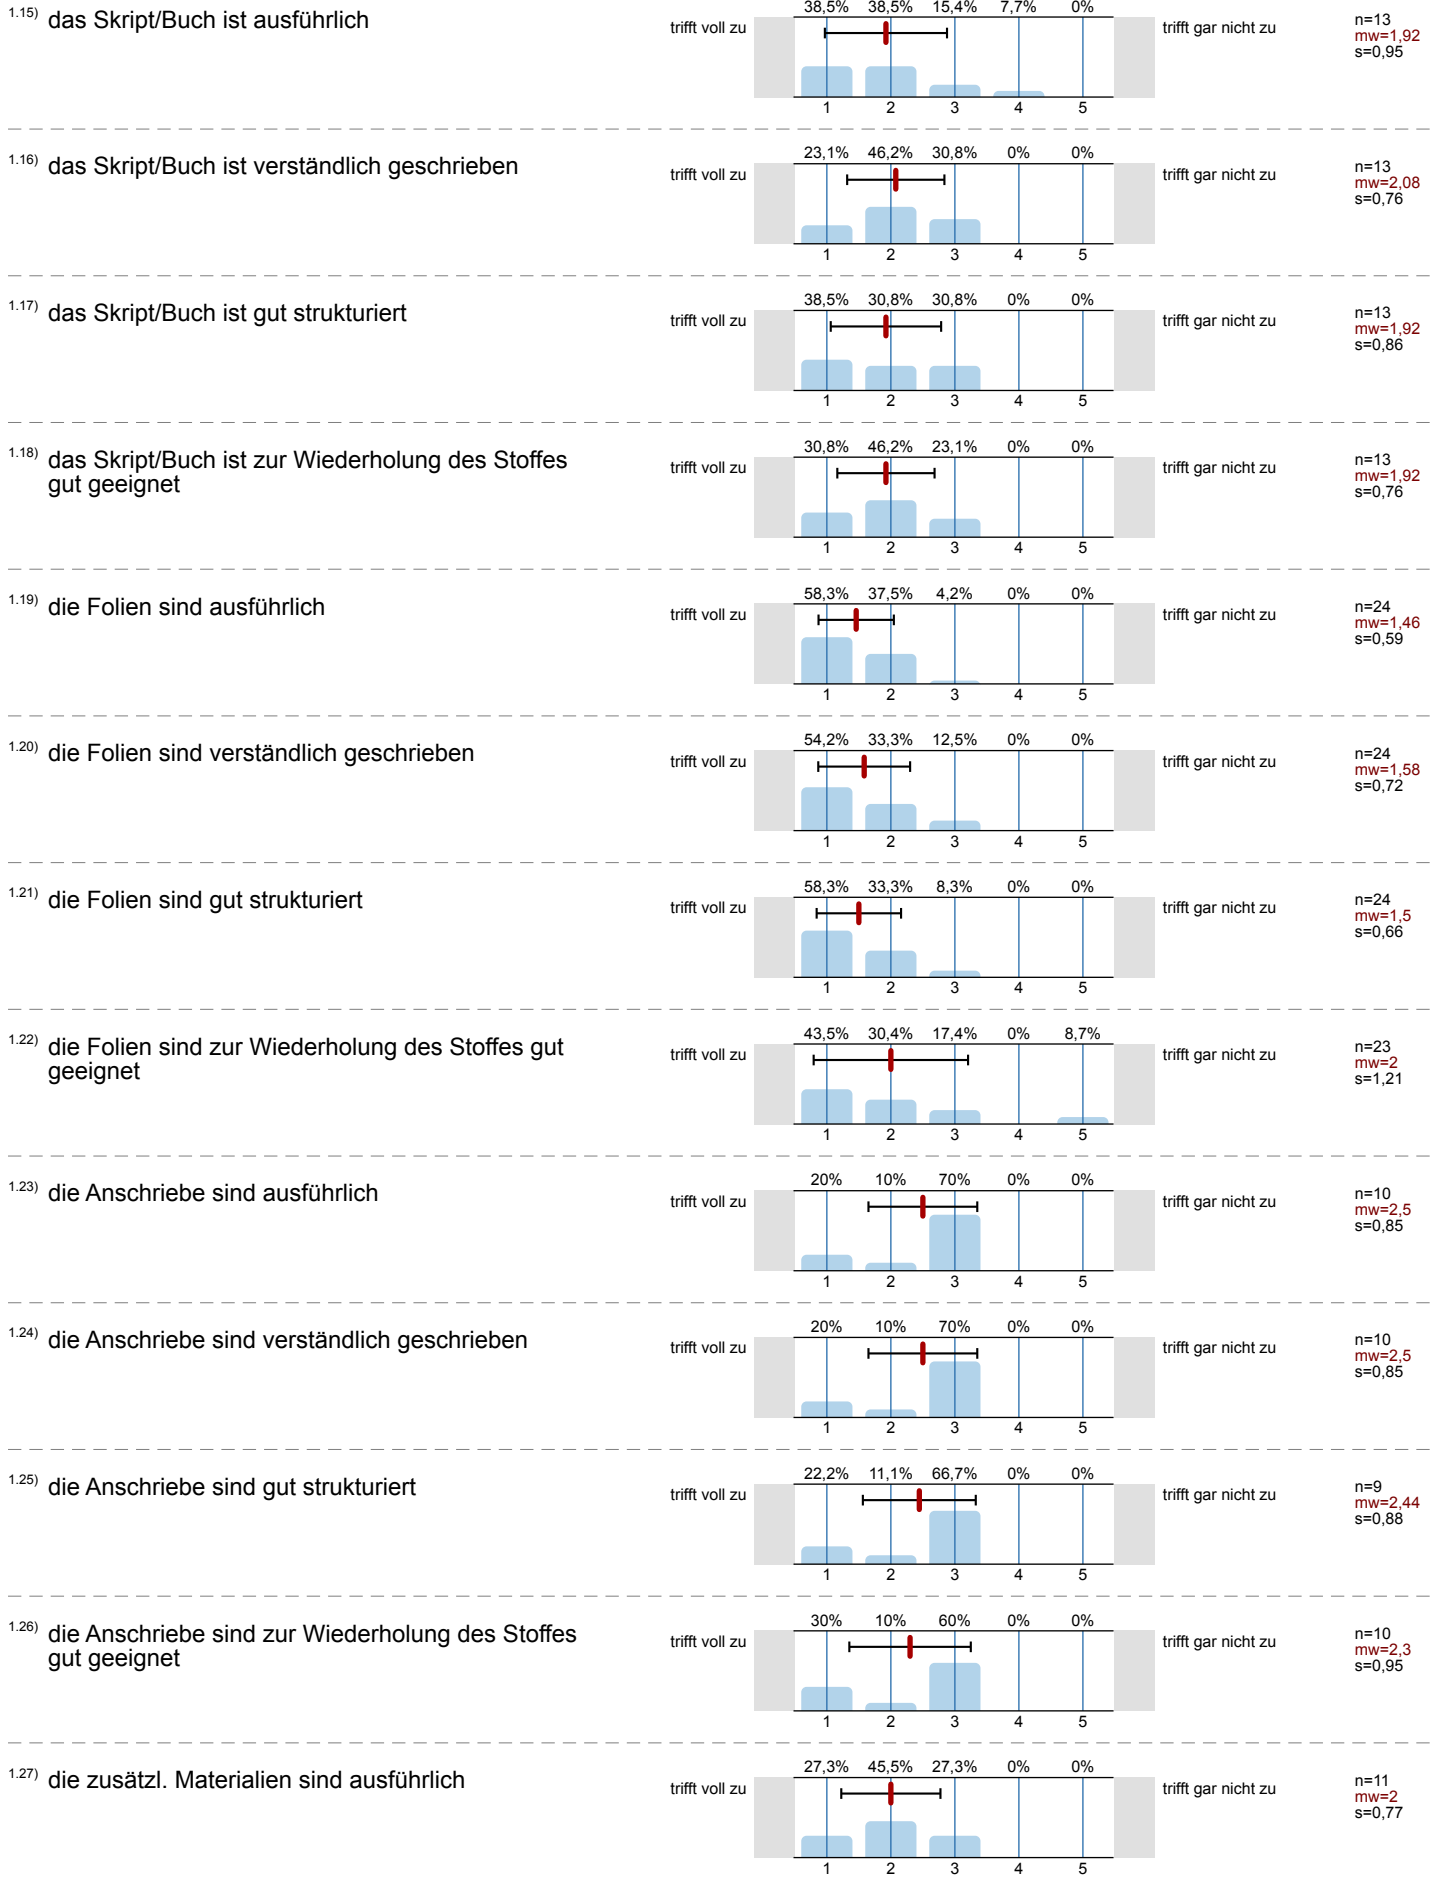 1.15) das Skript/Buch ist ausführlich
38,5% 38,5% 15,4% 7,7% 0%
trifft voll zu trifft gar nicht zu
n=13
mw=1,92
s=0,95
1 2 3 4 5
1.16) das Skript/Buch ist verständlich geschrieben
23,1% 46,2% 30,8% 0% 0%
trifft voll zu trifft gar nicht zu
n=13
mw=2,08
s=0,76
1 2 3 4 5
1.17) das Skript/Buch ist gut strukturiert
38,5% 30,8% 30,8% 0% 0%
trifft voll zu trifft gar nicht zu
n=13
mw=1,92
s=0,86
1 2 3 4 5
1.18) das Skript/Buch ist zur Wiederholung des Stoffes
gut geeignet
30,8% 46,2% 23,1% 0% 0%
trifft voll zu trifft gar nicht zu
n=13
mw=1,92
s=0,76
1 2 3 4 5
1.19) die Folien sind ausführlich
58,3% 37,5% 4,2% 0% 0%
trifft voll zu trifft gar nicht zu
n=24
mw=1,46
s=0,59
1 2 3 4 5
1.20) die Folien sind verständlich geschrieben
54,2% 33,3% 12,5% 0% 0%
trifft voll zu trifft gar nicht zu
n=24
mw=1,58
s=0,72
1 2 3 4 5
1.21) die Folien sind gut strukturiert
58,3% 33,3% 8,3% 0% 0%
trifft voll zu trifft gar nicht zu
n=24
mw=1,5
s=0,66
1 2 3 4 5
1.22) die Folien sind zur Wiederholung des Stoffes gut
geeignet
43,5% 30,4% 17,4% 0% 8,7%
trifft voll zu trifft gar nicht zu
n=23
mw=2
s=1,21
1 2 3 4 5
1.23) die Anschriebe sind ausführlich
20% 10% 70% 0% 0%
trifft voll zu trifft gar nicht zu
n=10
mw=2,5
s=0,85
1 2 3 4 5
1.24) die Anschriebe sind verständlich geschrieben
20% 10% 70% 0% 0%
trifft voll zu trifft gar nicht zu
n=10
mw=2,5
s=0,85
1 2 3 4 5
1.25) die Anschriebe sind gut strukturiert
22,2% 11,1% 66,7% 0% 0%
trifft voll zu trifft gar nicht zu
n=9
mw=2,44
s=0,88
1 2 3 4 5
1.26) die Anschriebe sind zur Wiederholung des Stoffes
gut geeignet
30% 10% 60% 0% 0%
trifft voll zu trifft gar nicht zu
n=10
mw=2,3
s=0,95
1 2 3 4 5
1.27) die zusätzl. Materialien sind ausführlich
27,3% 45,5% 27,3% 0% 0%
trifft voll zu trifft gar nicht zu
n=11
mw=2
s=0,77
1 2 3 4 5